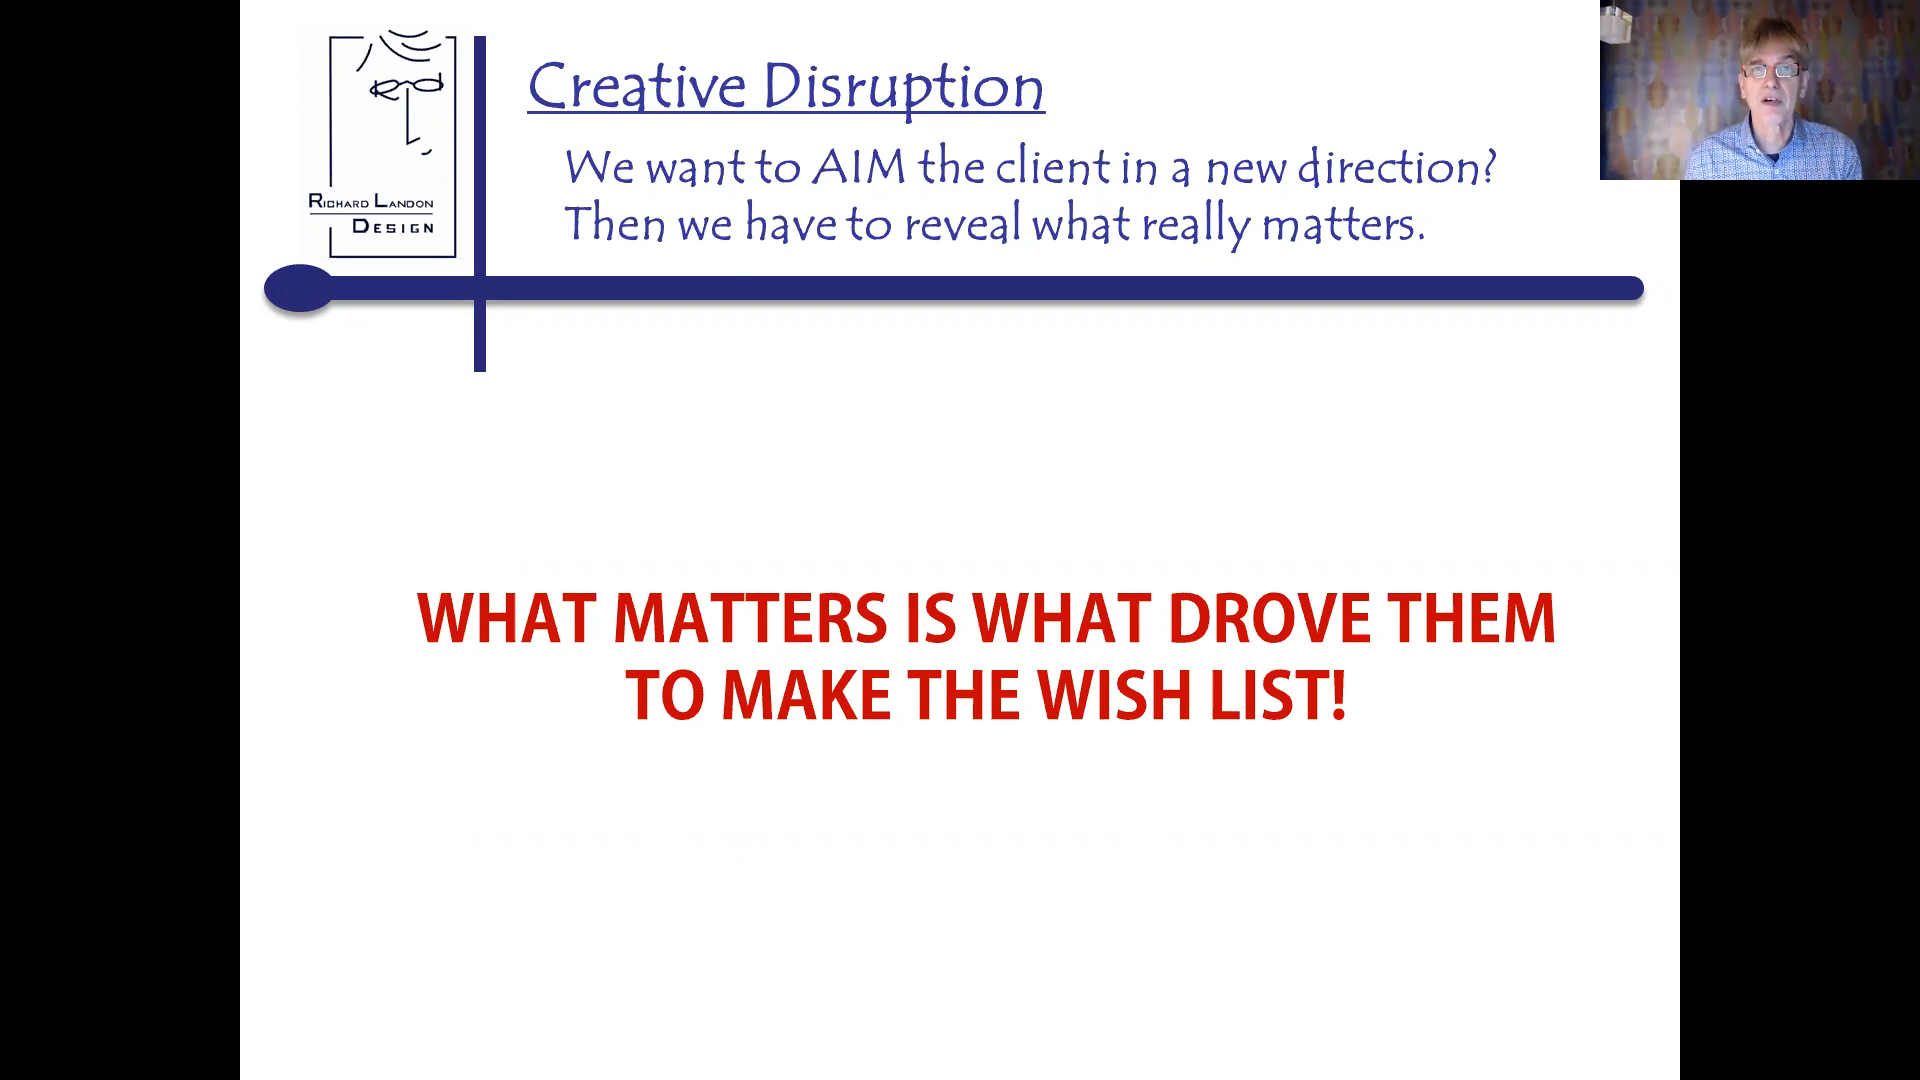 RICHARD LANDON
DESIGN
Creative Disruption
We want to AIM the client in a new direction?
Then we have to reveal what really matters.
WHAT MATTERS IS WHAT DROVE THEM
TO MAKE THE WISH LIST!